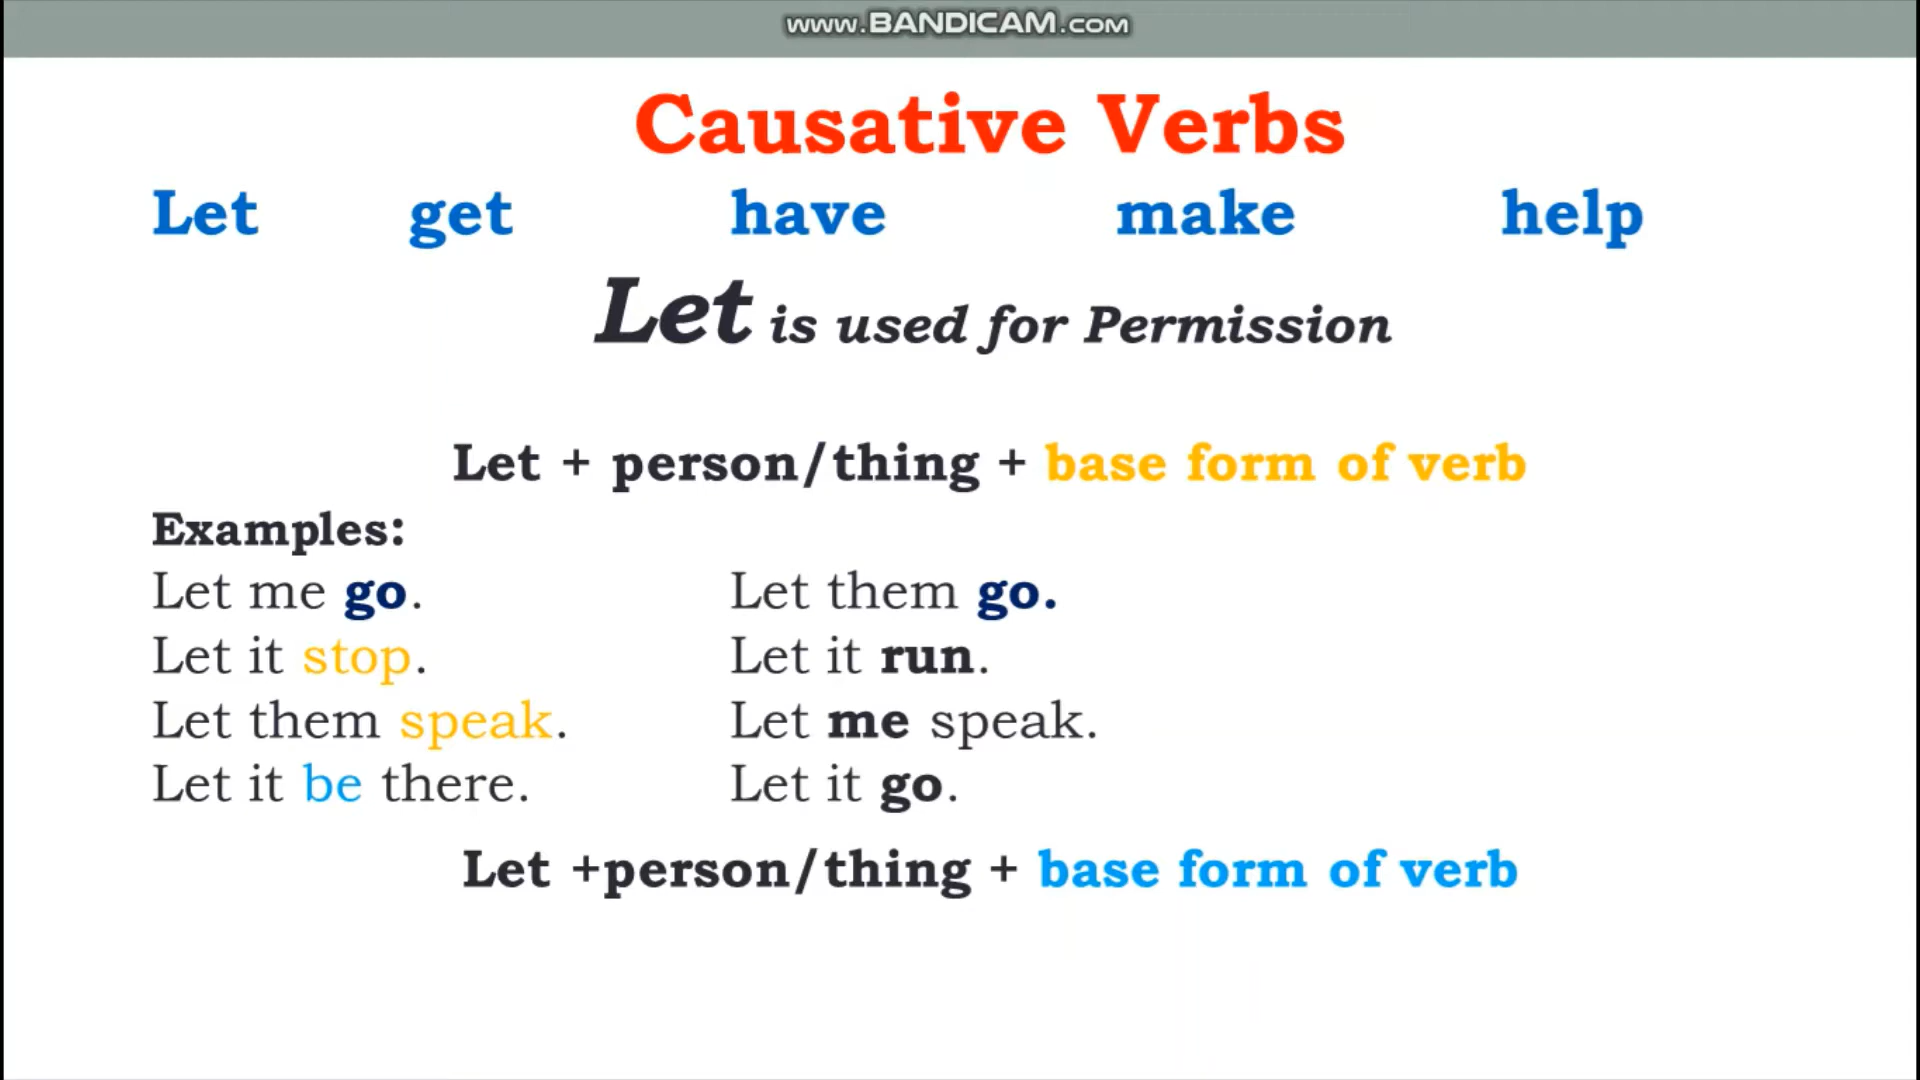 www.BANDICAM.com
Causative Verbs
Let get have make help
Let is used for Permission
Let + person/thing + base form of verb
Examples:
Let me go. Let them go.
Let it stop. Let it run.
Let them speak. Let me speak.
Let it be there. Let it go.
Let +person/thing + base form of verb